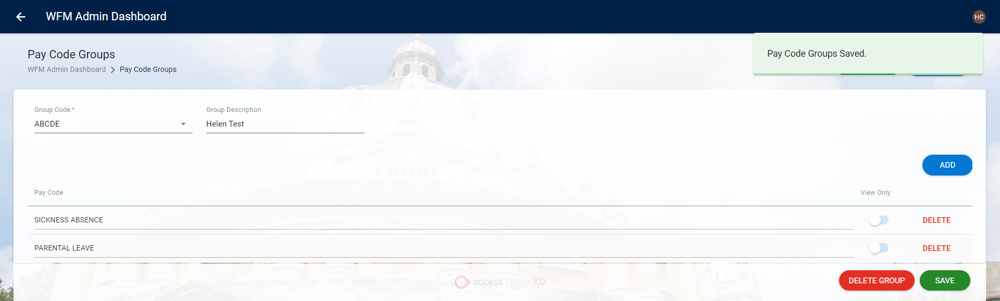 WFM Admin Dashboard
HC
Pay Code Groups
WFM Admin Dashboard > Pay Code Groups
Pay Code Groups Saved.
Group Code *
Group Description
ABCDE
Helen Test
ADD
Pay Code
View Only
SICKNESS ABSENCE
DELETE
PARENTAL LEAVE
DELETE
access PeopleXD
DELETE GROUP
SAVE